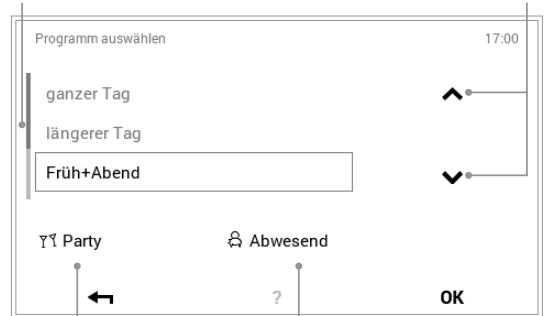 Programm auswählen 17:00
ganzer Tag
längerer Tag
Früh+Abend
Party Abwesend
? OK